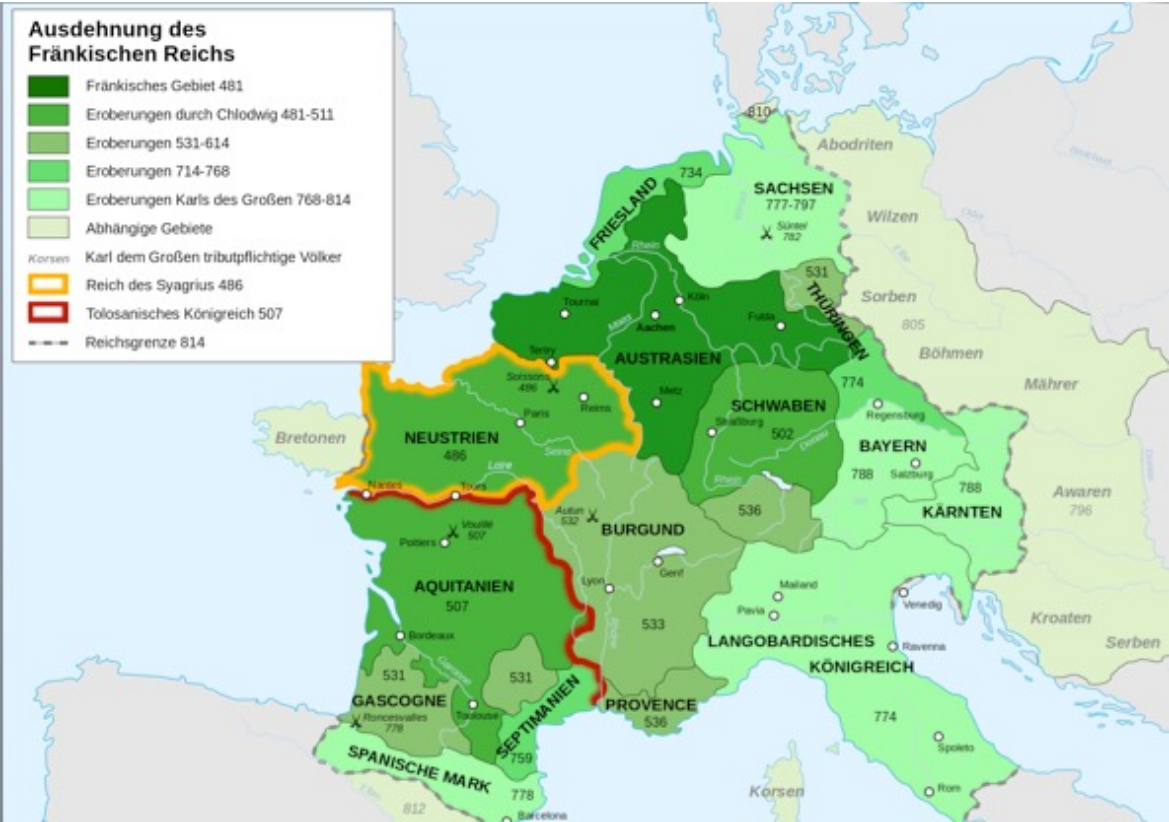 Ausdehnung des
Fränkischen Reichs
Fränkisches Gebiet 481
Eroberungen durch Chlodwig 481-511
Eroberungen 531-614
Eroberungen 714-768
Eroberungen Karls des Großen 768-814
Abhängige Gebiete
Korsen Karl dem Großen tributpflichtige Völker
Reich des Syagrius 486
Tolosanisches Königreich 507
Reichsgrenze 814
810
Abodriten
734
FRIESLAND
SACHSEN
777-797
Süntel
782
Wilzen
Rhein
531
THÜRINGEN
Sorben
805
Tournai
Köln
Aachen
Fulda
Maas
AUSTRASIEN
Böhmen
Mährer
Tertry
Soissons
486
Reims
Metz
774
Paris
NEUSTRIEN
486
Seine
Loire
SCHWABEN
502
Straßburg
Donau
Regensburg
BAYERN
788
Salzburg
Bretonen
Nantes
Tours
Rhein
788
KÄRNTEN
Awaren
796
536
Autun
532
BURGUND
Vouillé
507
Poitiers
Genf
Lyon
AQUITANIEN
507
Mailand
Pavia
Venedig
533
Kroaten
Serben
Bordeaux
LANGOBARDISCHES
KÖNIGREICH
Ravenna
Garonne
531
531
GASCOGNE
Roncesvalles
778
Toulouse
SEPTIMANIEN
759
PROVENCE
536
774
Spoleto
SPANISCHE MARK
778
Ebro
812
Barcelona
Korsen
Rom